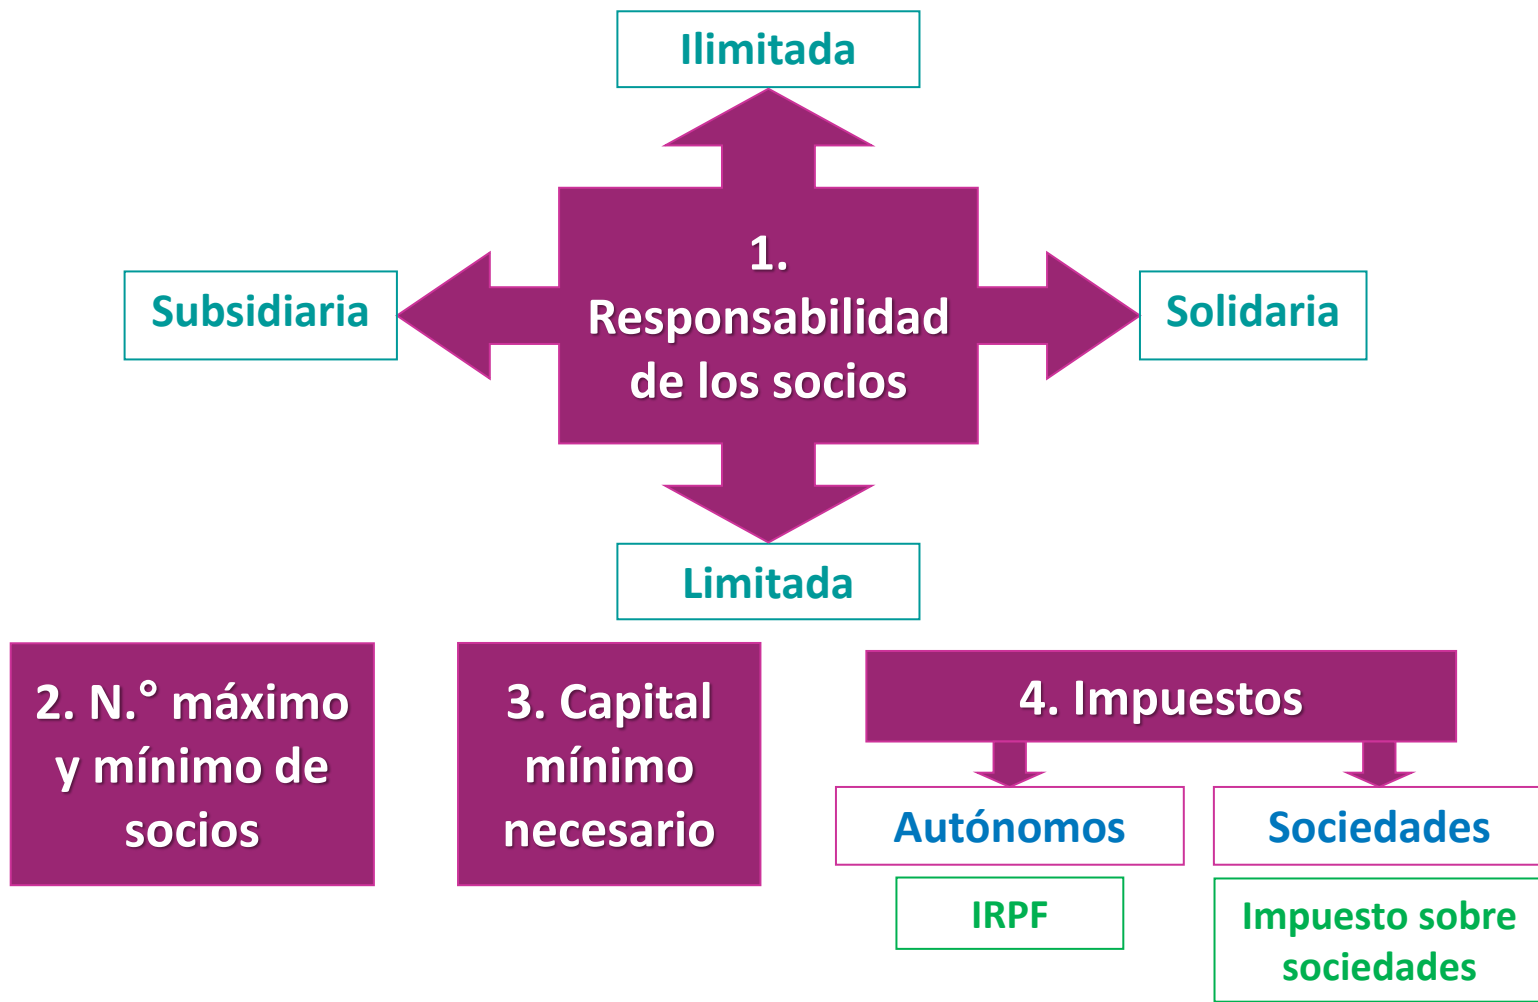 Ilimitada
1.
Responsabilidad
de los socios
Subsidiaria
Solidaria
Limitada
2. N.° máximo
y mínimo de
socios
3. Capital
mínimo
necesario
4. Impuestos
Autónomos
Sociedades
IRPF
Impuesto sobre
sociedades